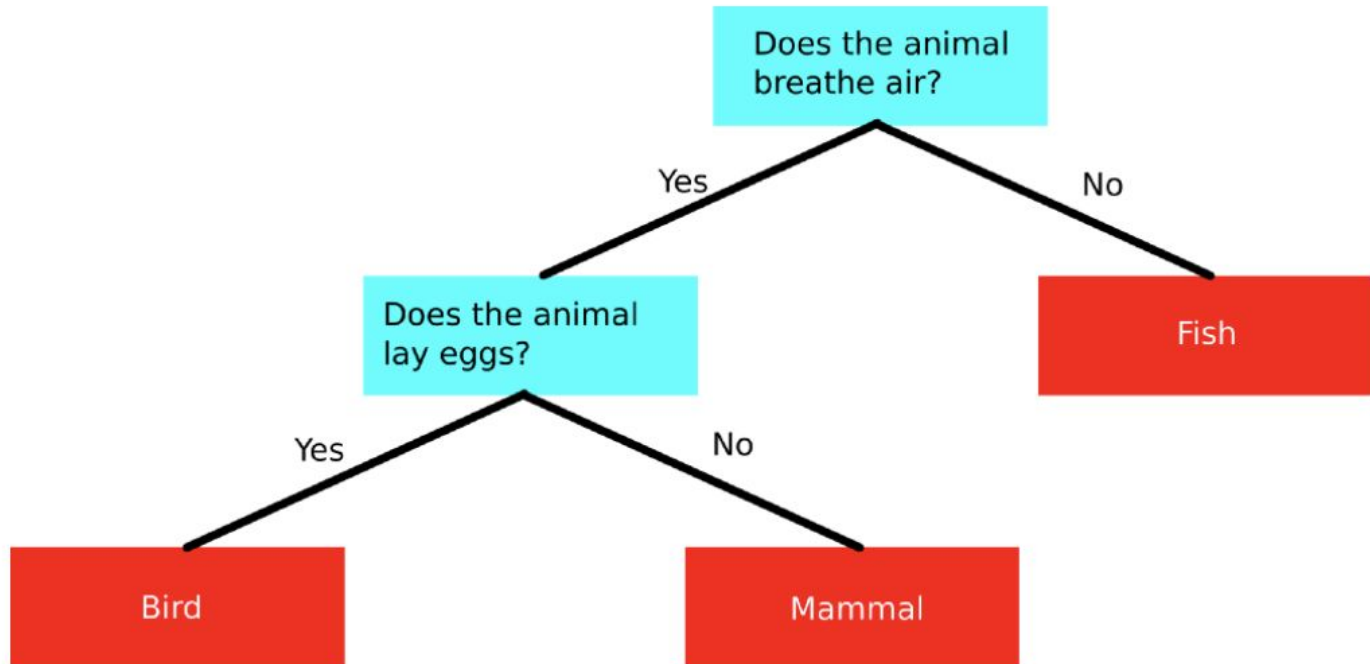 Does the animal
breathe air?
Yes
No
Does the animal
lay eggs?
Fish
Yes
No
Bird
Mammal